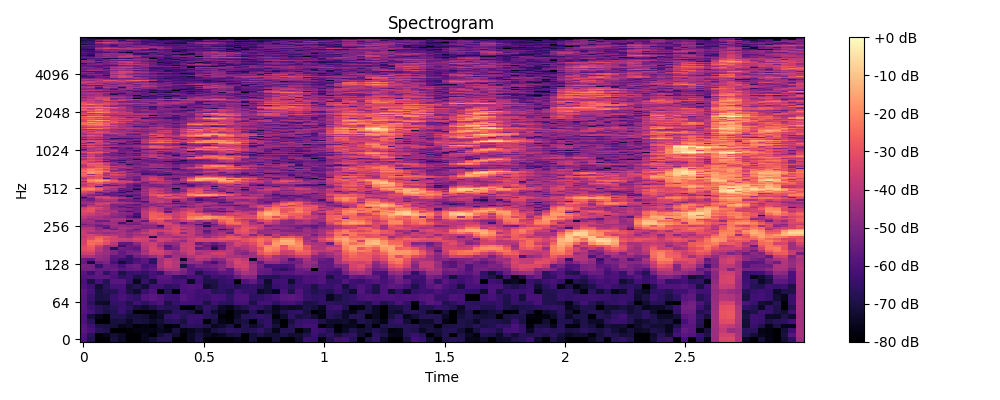 Spectrogram
Hz
4096
2048
1024
512
256
128
64
0
0
0.5
1
1.5
2
2.5
Time
+0 dB
-10 dB
-20 dB
-30 dB
-40 dB
-50 dB
-60 dB
-70 dB
-80 dB